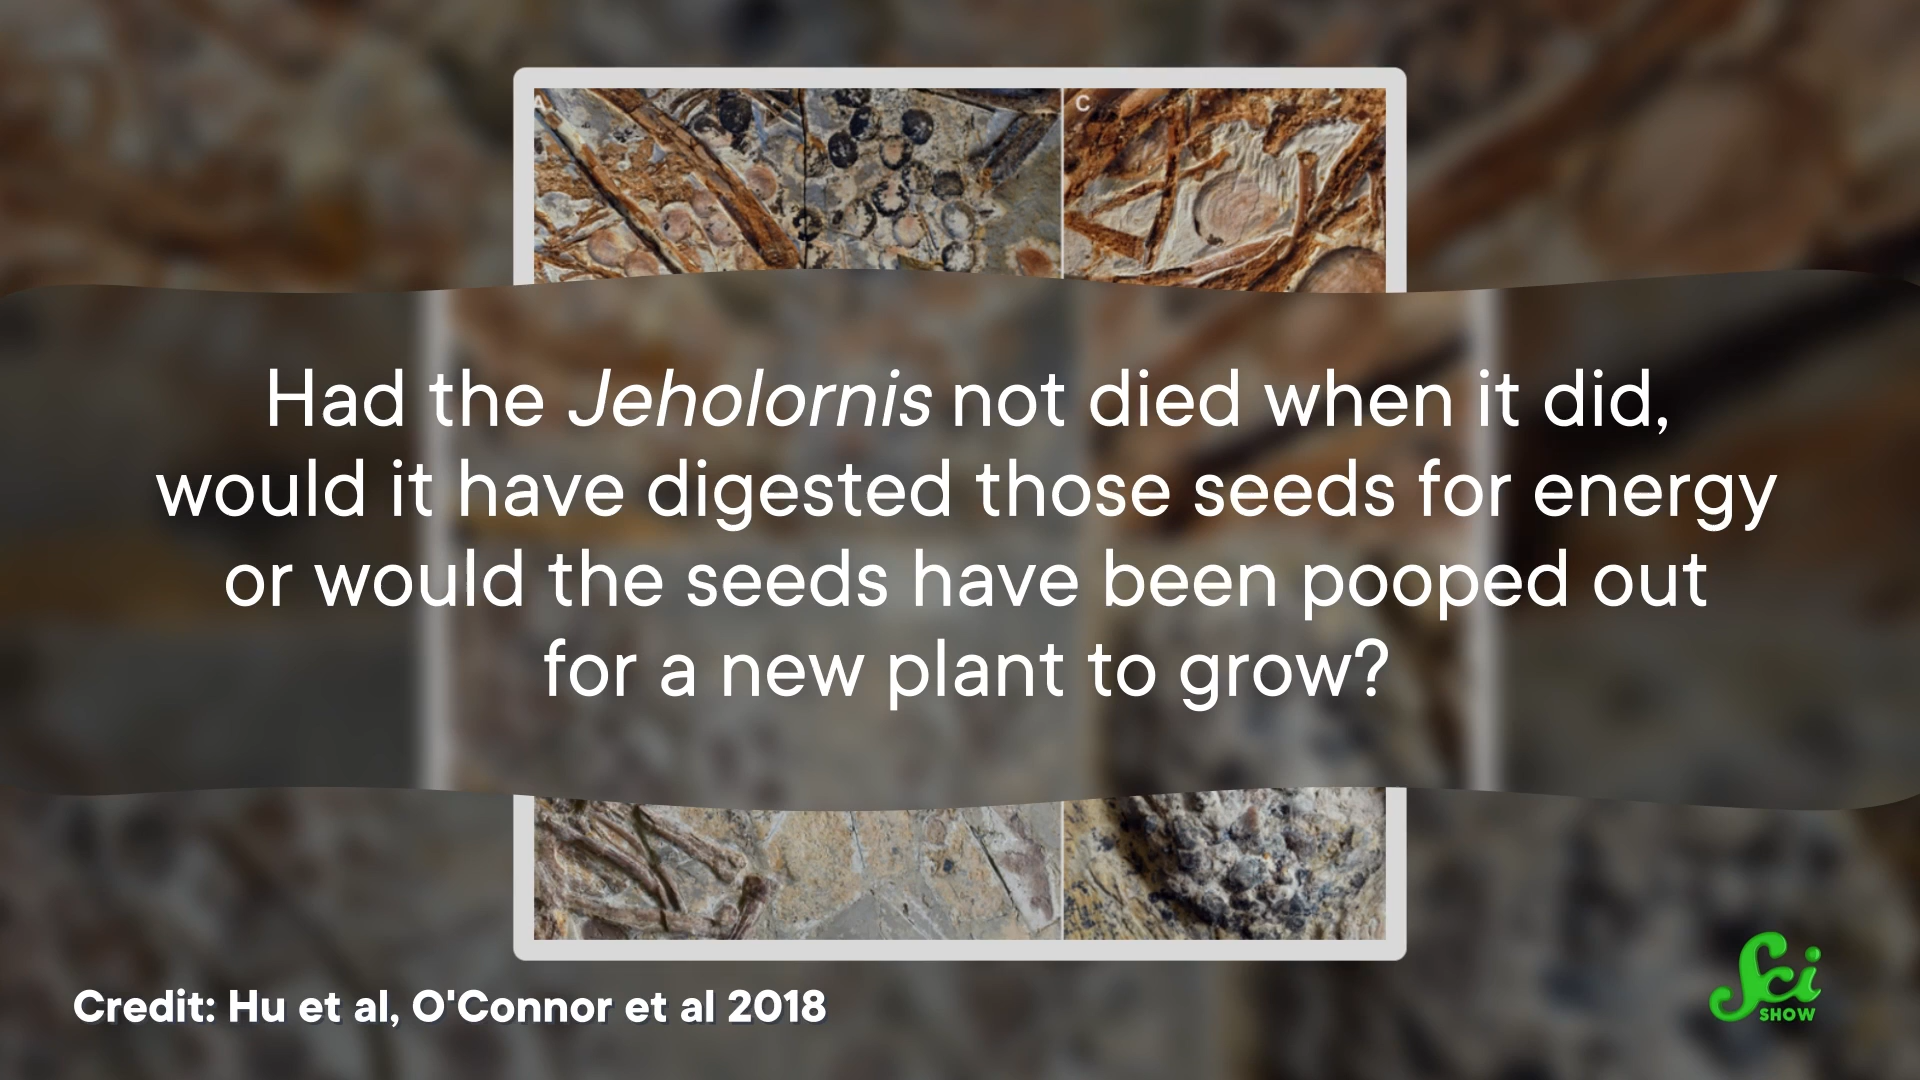 A
C
Had the Jeholornis not died when it did,
would it have digested those seeds for energy
or would the seeds have been pooped out
for a new plant to grow?
Credit: Hu et al, O'Connor et al 2018
Sci
SHOW